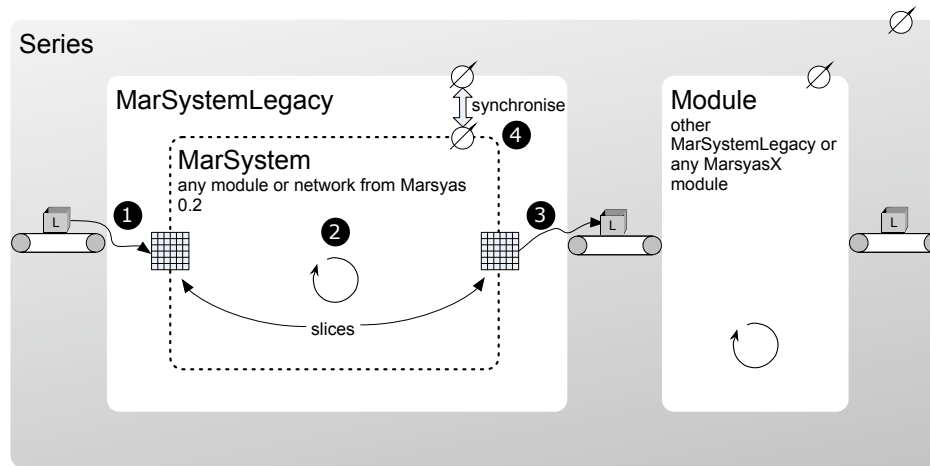 Series
MarSystemLegacy
synchronise
4
MarSystem
any module or network from Marsyas
0.2
1
2
3
L
L
L
slices
Module
other
MarSystemLegacy or
any MarsyasX
module